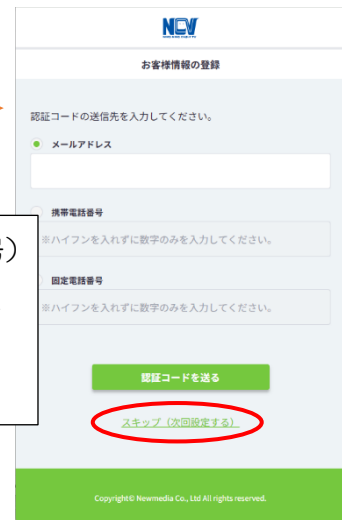 NCV
お客様情報の登録
認証コードの送信先を入力してください。
メールアドレス
携帯電話番号
号)
※ハイフンを入れずに数字のみを入力してください。
固定電話番号
※ハイフンを入れずに数字のみを入力してください。
認証コードを送る
スキップ（次回設定する）
Copyright© Newmedia Co., Ltd All rights reserved.